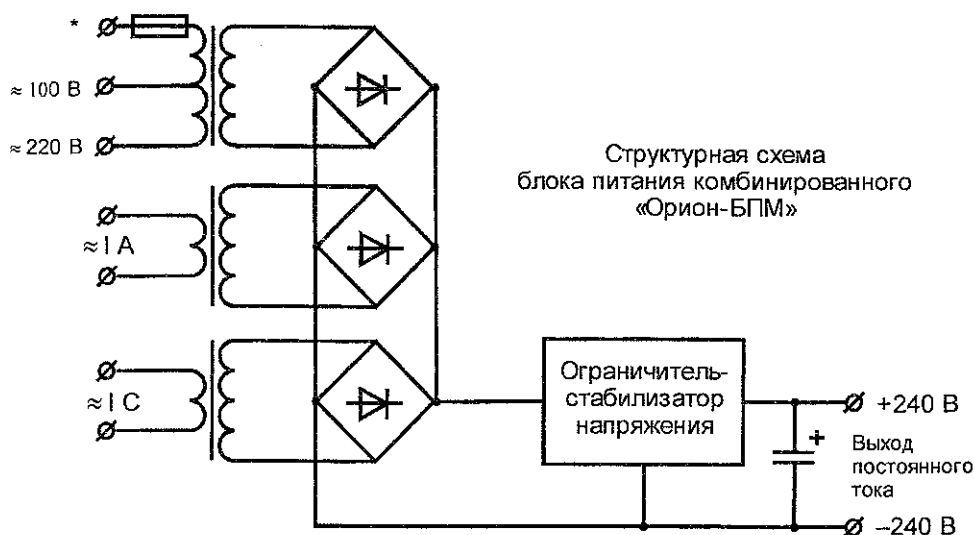 *
≈ 100 В
≈ 220 В
≈ I А
≈ I С
Структурная схема
блока питания комбинированного
«Орион-БПМ»
Ограничитель-
стабилизатор
напряжения
+240 В
+
Выход
постоянного
тока
–240 В